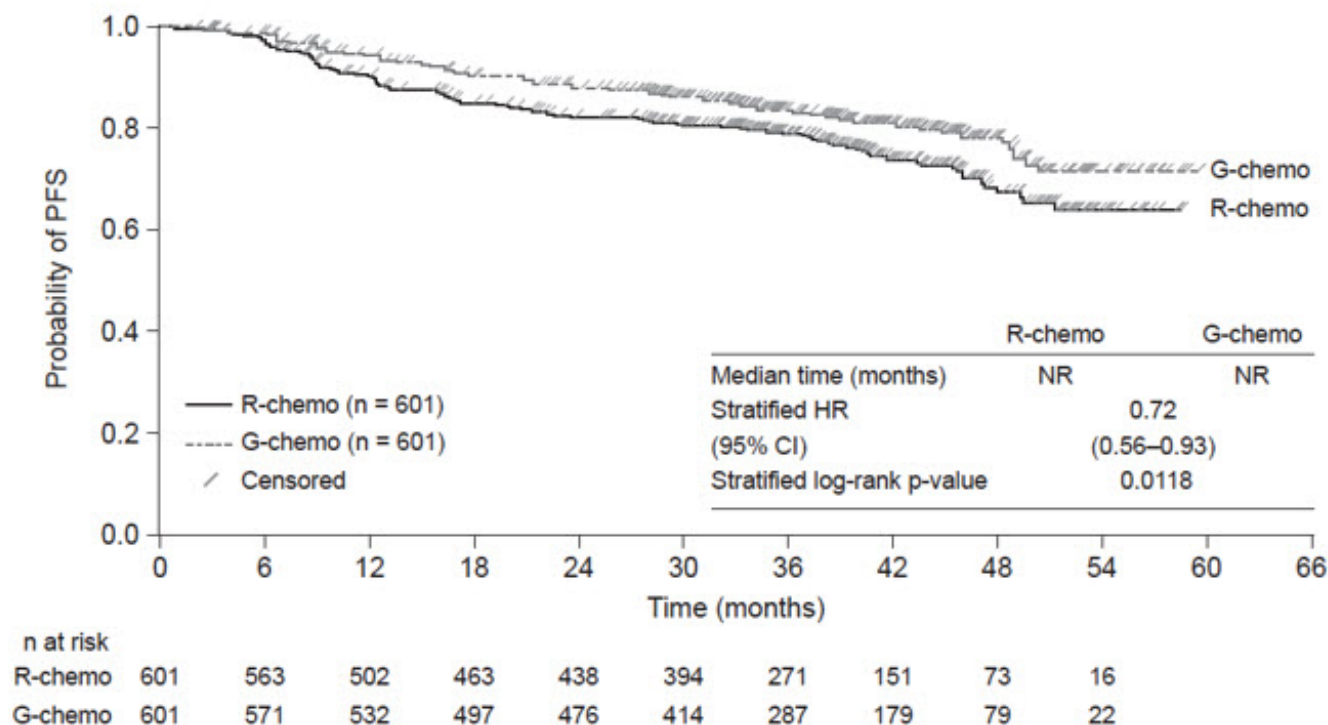 1.0
0.8
0.6
0.4
0.2
0.0
Probability of PFS
G-chemo
R-chemo
R-chemo G-chemo
Median time (months) NR NR
Stratified HR 0.72
(95% CI) (0.56–0.93)
Stratified log-rank p-value 0.0118
R-chemo (n = 601)
G-chemo (n = 601)
Censored
0 6 12 18 24 30 36 42 48 54 60 66
Time (months)
n at risk
R-chemo 601 563 502 463 438 394 271 151 73 16
G-chemo 601 571 532 497 476 414 287 179 79 22